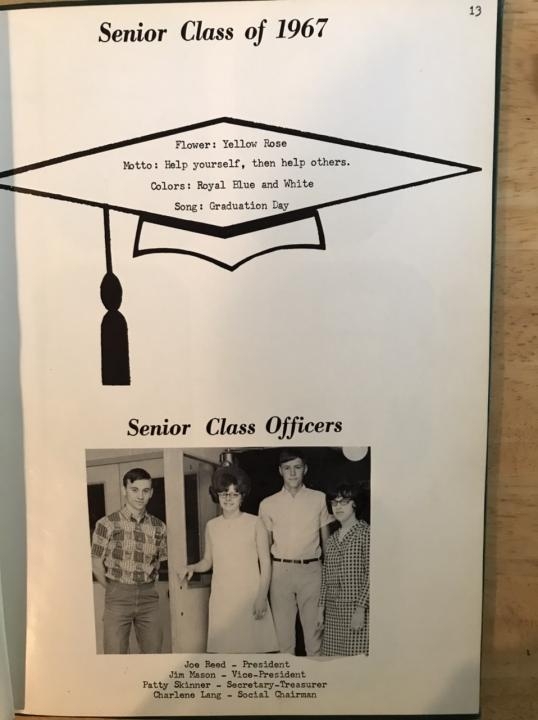 13
Senior Class of 1967
Flower: Yellow Rose
Motto: Help yourself, then help others.
Colors: Royal Blue and White
Song: Graduation Day
Senior Class Officers
Joe Reed - President
Jim Mason - Vice-President
Patty Skinner - Secretary-Treasurer
Charlene Lang - Social Chairman